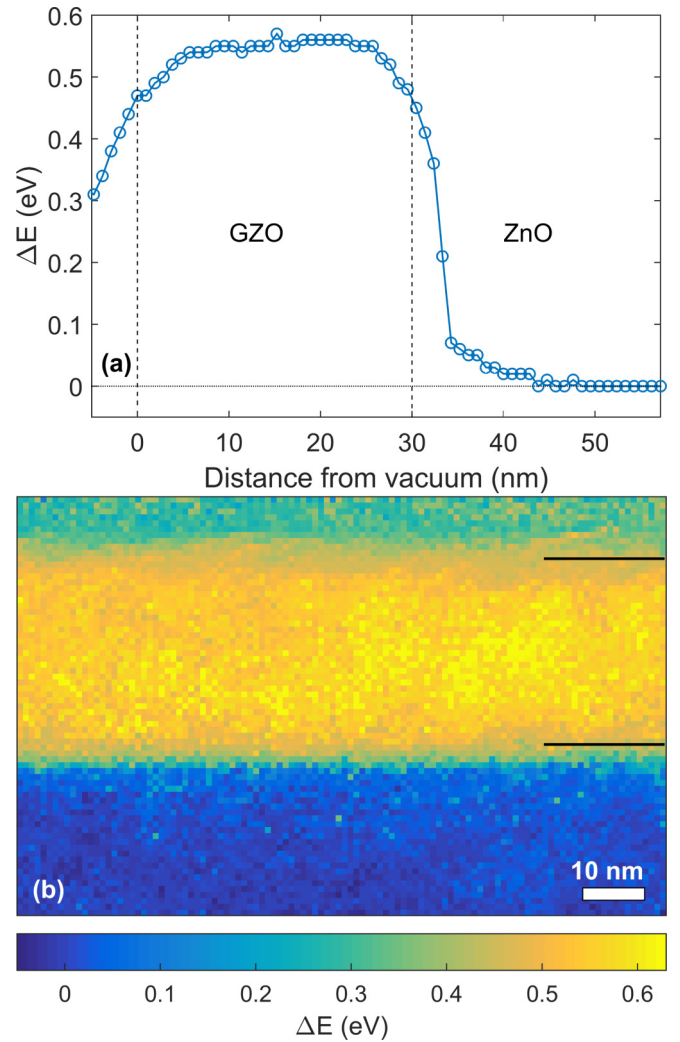 0.6
0.5
0.4
0.3
0.2
0.1
0
ΔE (eV)
GZO
ZnO
(a)
0 10 20 30 40 50
Distance from vacuum (nm)
(b)
10 nm
0 0.1 0.2 0.3 0.4 0.5 0.6
ΔE (eV)